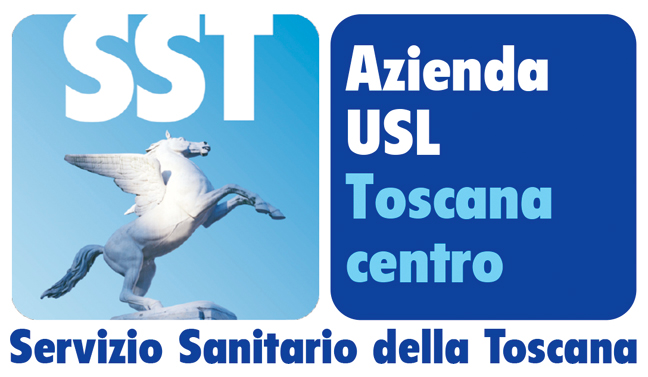 SST
Azienda
USL
Toscana
centro
Servizio Sanitario della Toscana